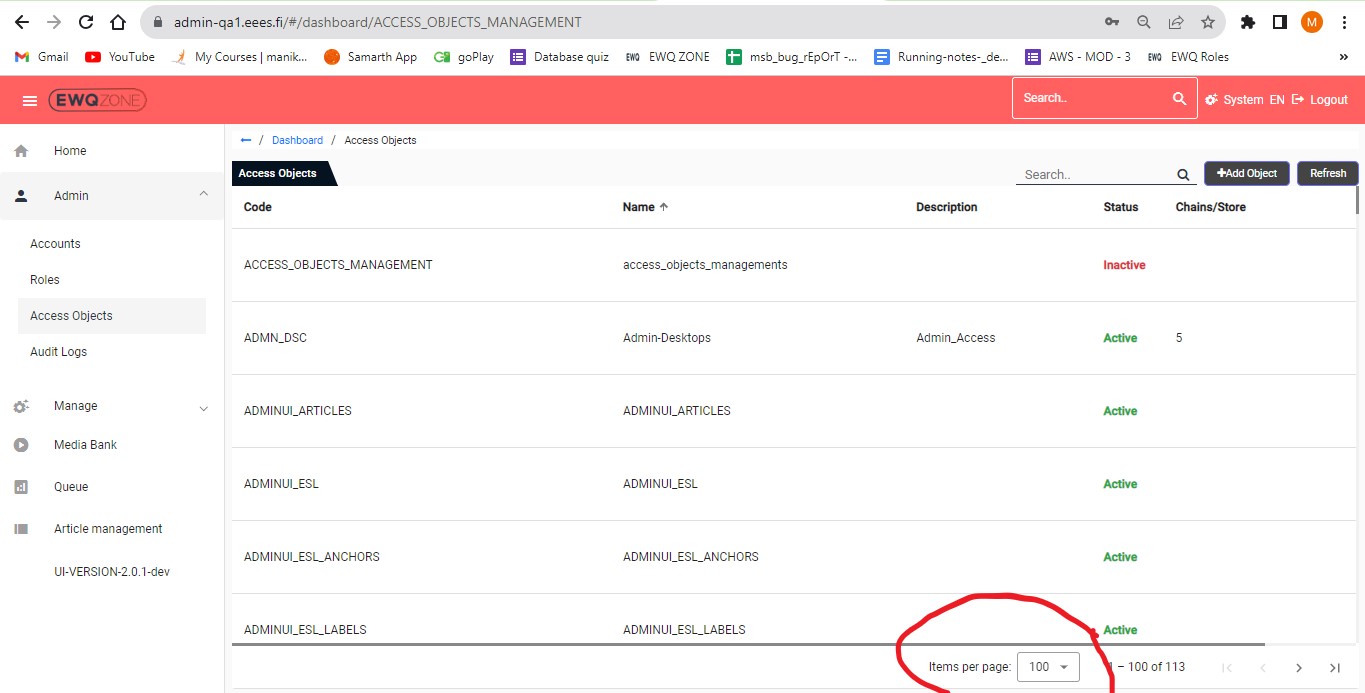 admin-qa1.eees.fi/#/dashboard/ACCESS_OBJECTS_MANAGEMENT
M
Gmail YouTube My Courses | manik... Samarth App goPlay Database quiz EWQ EWQ ZONE msb_bug_rEpOrT -... Running-notes-_de... AWS - MOD - 3 EWQ EWQ Roles »
EWQZONE Search.. System EN Logout
Home
Admin
Accounts
Roles
Access Objects
Audit Logs
Manage
Media Bank
Queue
Article management
UI-VERSION-2.0.1-dev
/ Dashboard / Access Objects
Access Objects Search.. +Add Object Refresh
Code Name Description Status Chains/Store
ACCESS_OBJECTS_MANAGEMENT access_objects_managements Inactive
ADMN_DSC Admin-Desktops Admin_Access Active 5
ADMINUI_ARTICLES ADMINUI_ARTICLES Active
ADMINUI_ESL ADMINUI_ESL Active
ADMINUI_ESL_ANCHORS ADMINUI_ESL_ANCHORS Active
ADMINUI_ESL_LABELS ADMINUI_ESL_LABELS Active
Items per page: 100 1 – 100 of 113